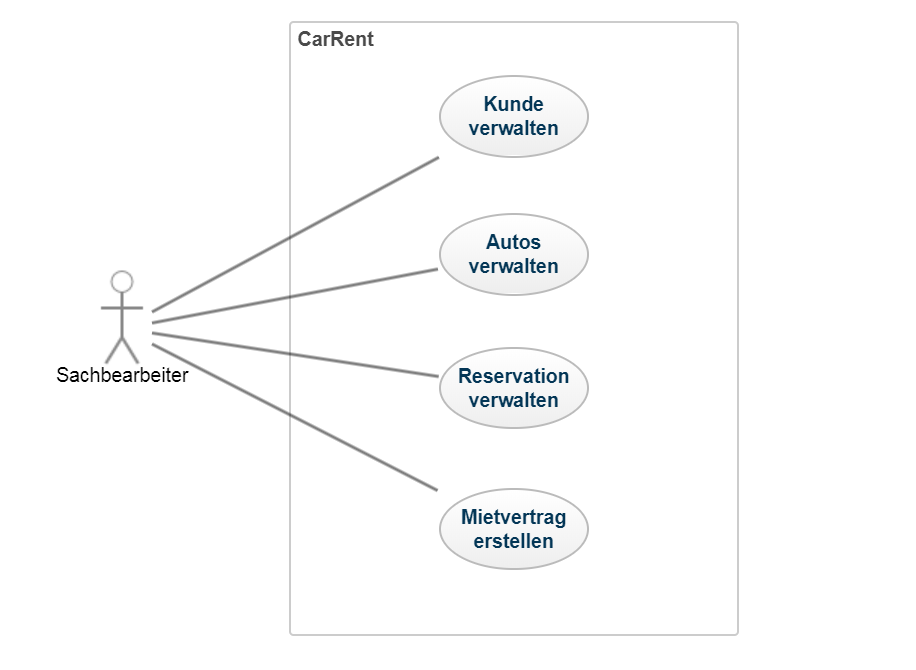 CarRent
Kunde
verwalten
Autos
verwalten
Sachbearbeiter
Reservation
verwalten
Mietvertrag
erstellen